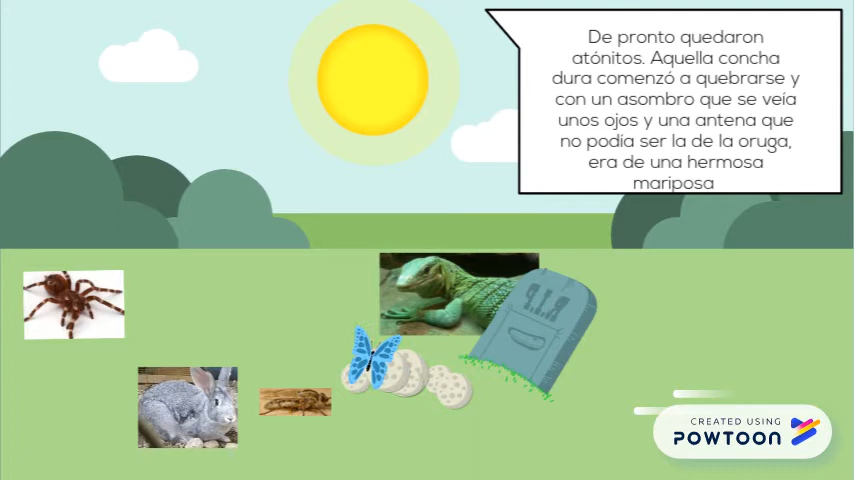 De pronto quedaron
atónitos. Aquella concha
dura comenzó a quebrarse y
con un asombro que se veía
unos ojos y una antena que
no podía ser la de la oruga,
era de una hermosa
mariposa
R.I.P
CREATED USING
POWTOON